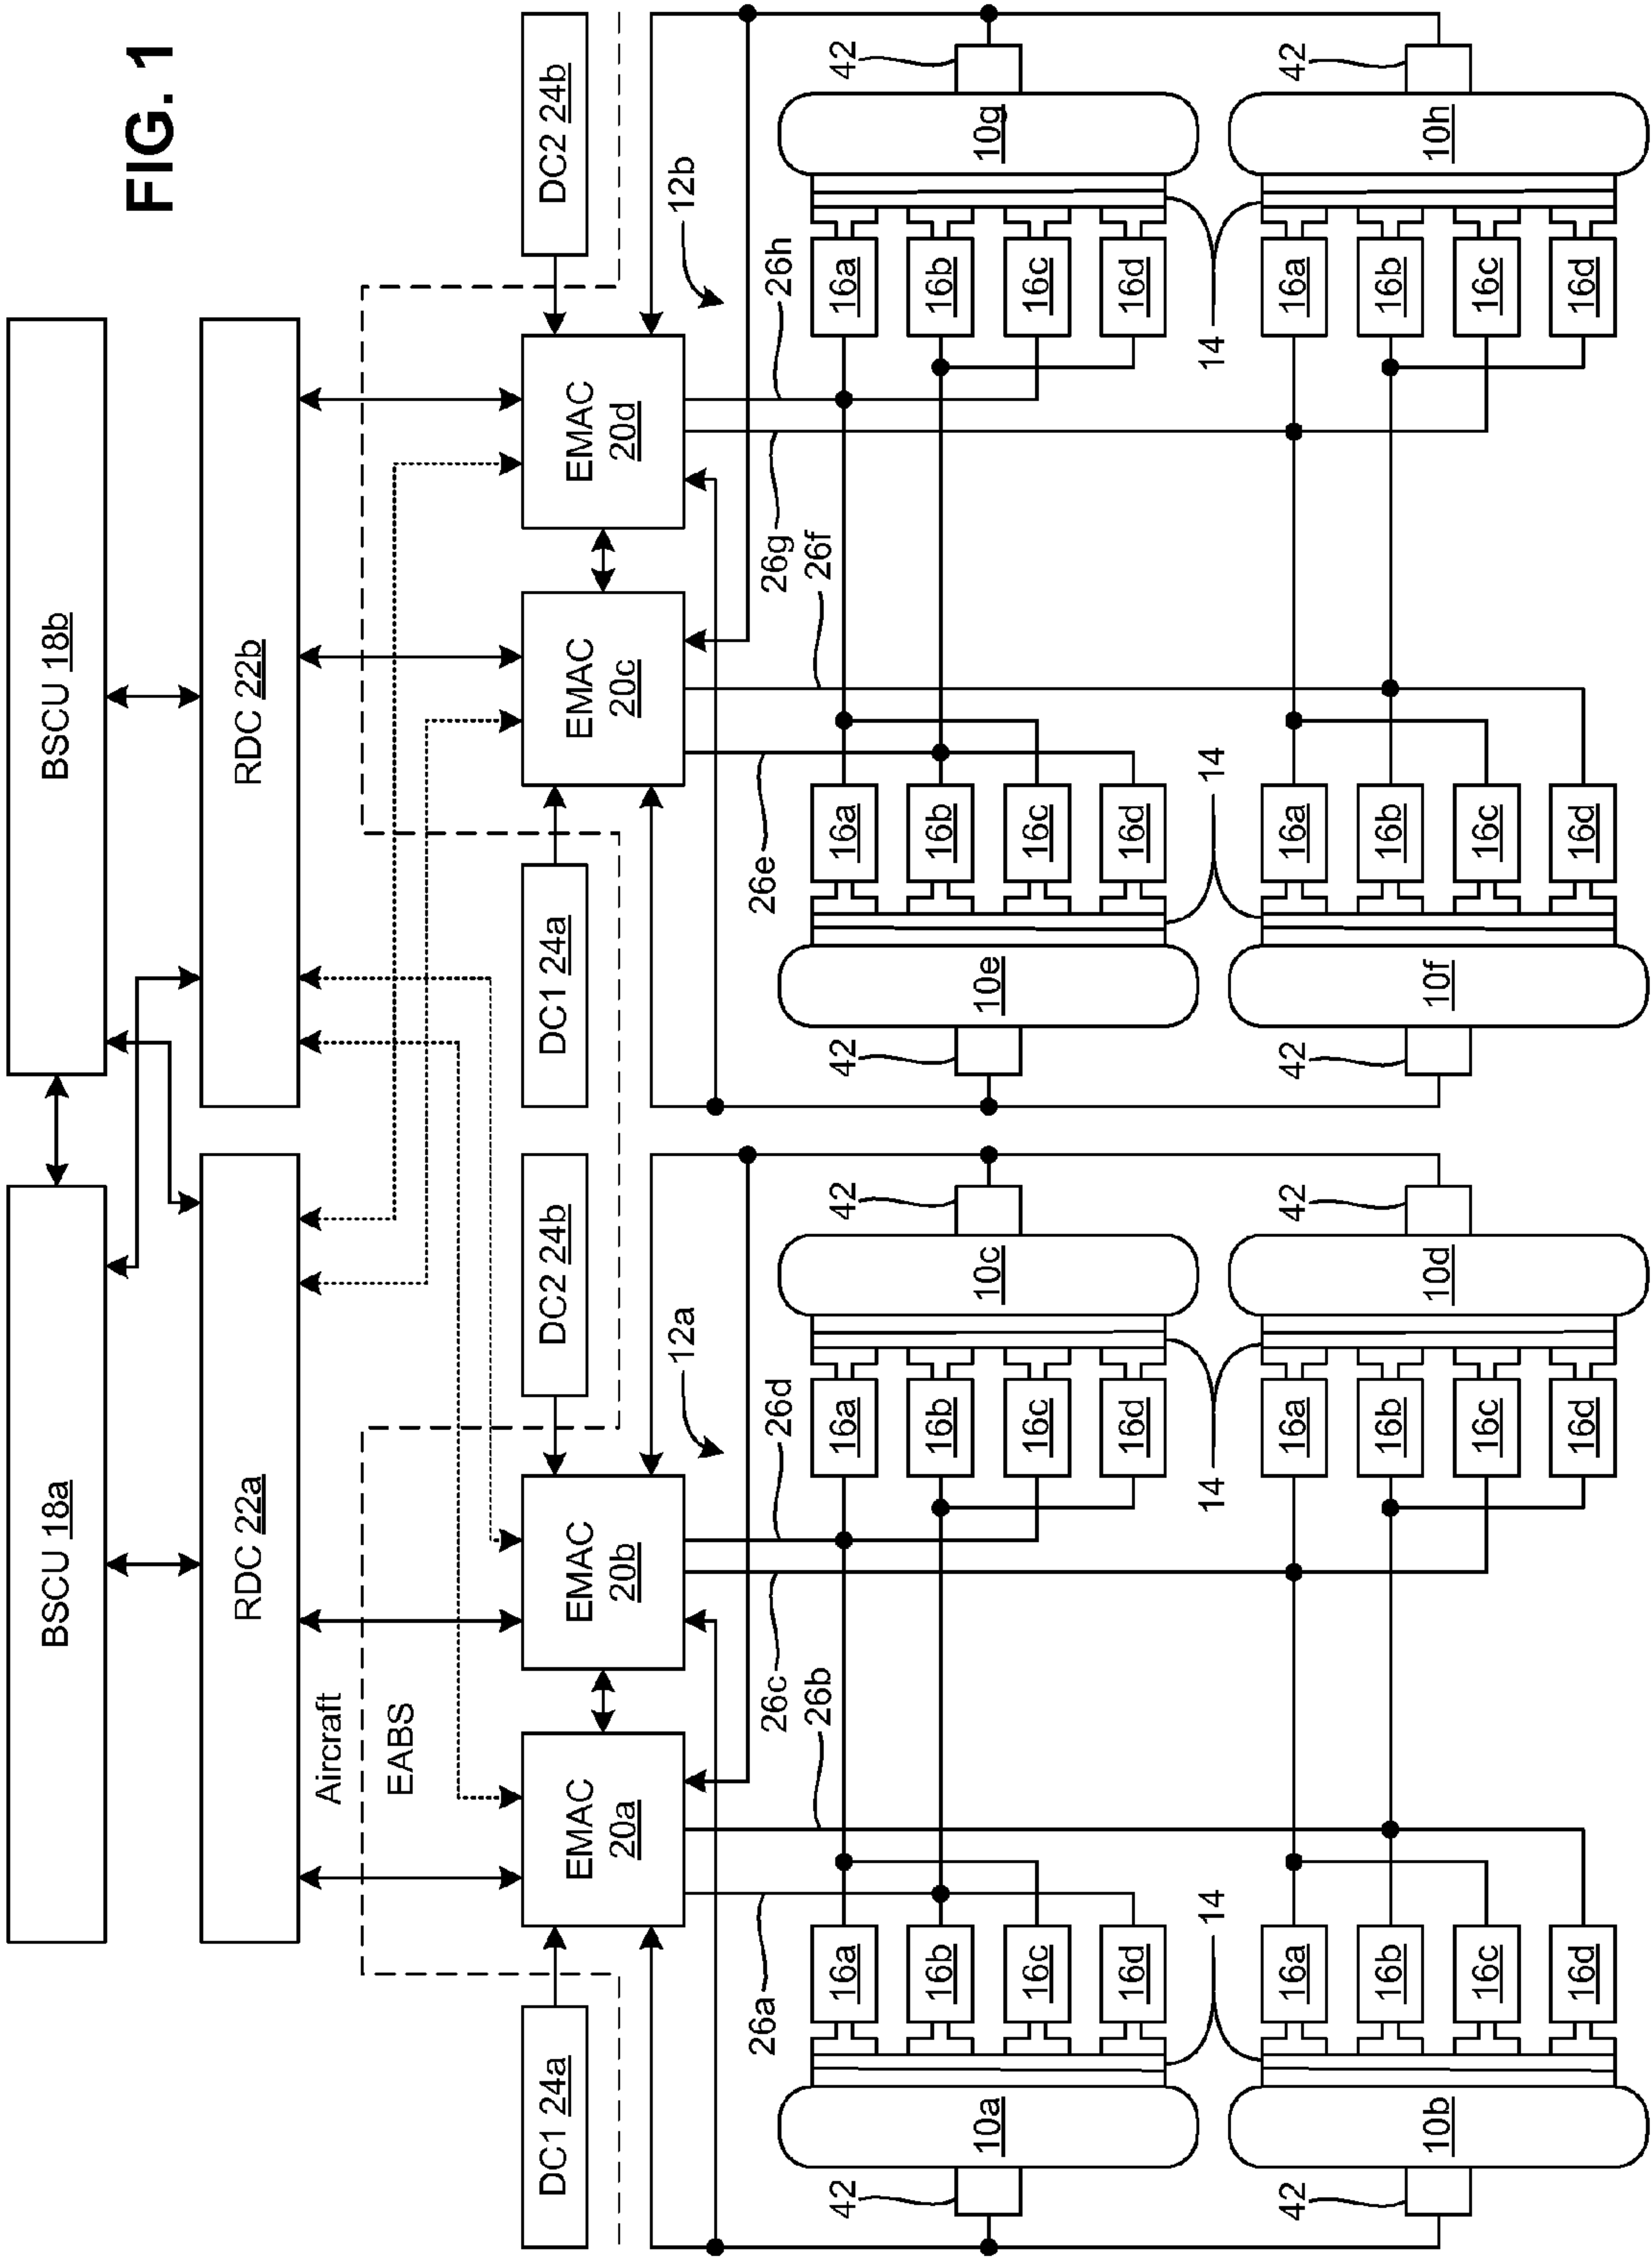 FIG. 1
BSCU 18a
BSCU 18b
RDC 22a
RDC 22b
Aircraft
EABS
DC1 24a
EMAC
20a
EMAC
20b
DC2 24b
DC1 24a
EMAC
20c
EMAC
20d
DC2 24b
12a
12b
26a
26b
26c
26d
26e
26f
26g
26h
42
16a
16a
42
42
16a
16a
42
16b
16b
16b
16b
10a
10c
10e
10g
16c
16c
16c
16c
16d
16d
16d
16d
14
14
14
14
42
16a
16a
42
42
16a
16a
42
16b
16b
16b
16b
10b
10d
10f
10h
16c
16c
16c
16c
16d
16d
16d
16d